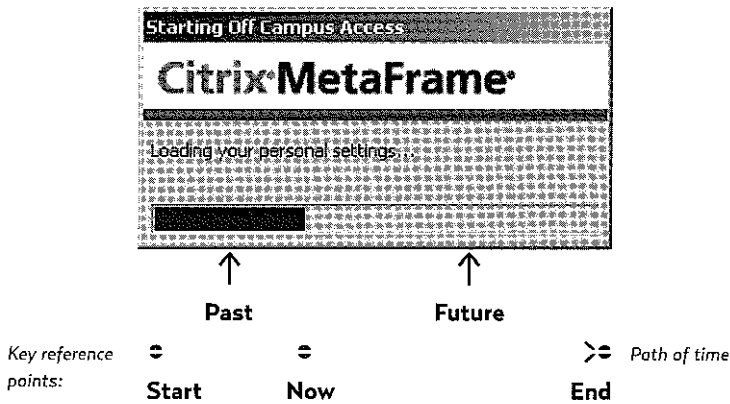 Starting Off Campus Access
Citrix®MetaFrame®
Loading your personal settings...
Past Future
Key reference points:
Path of time
Start Now End